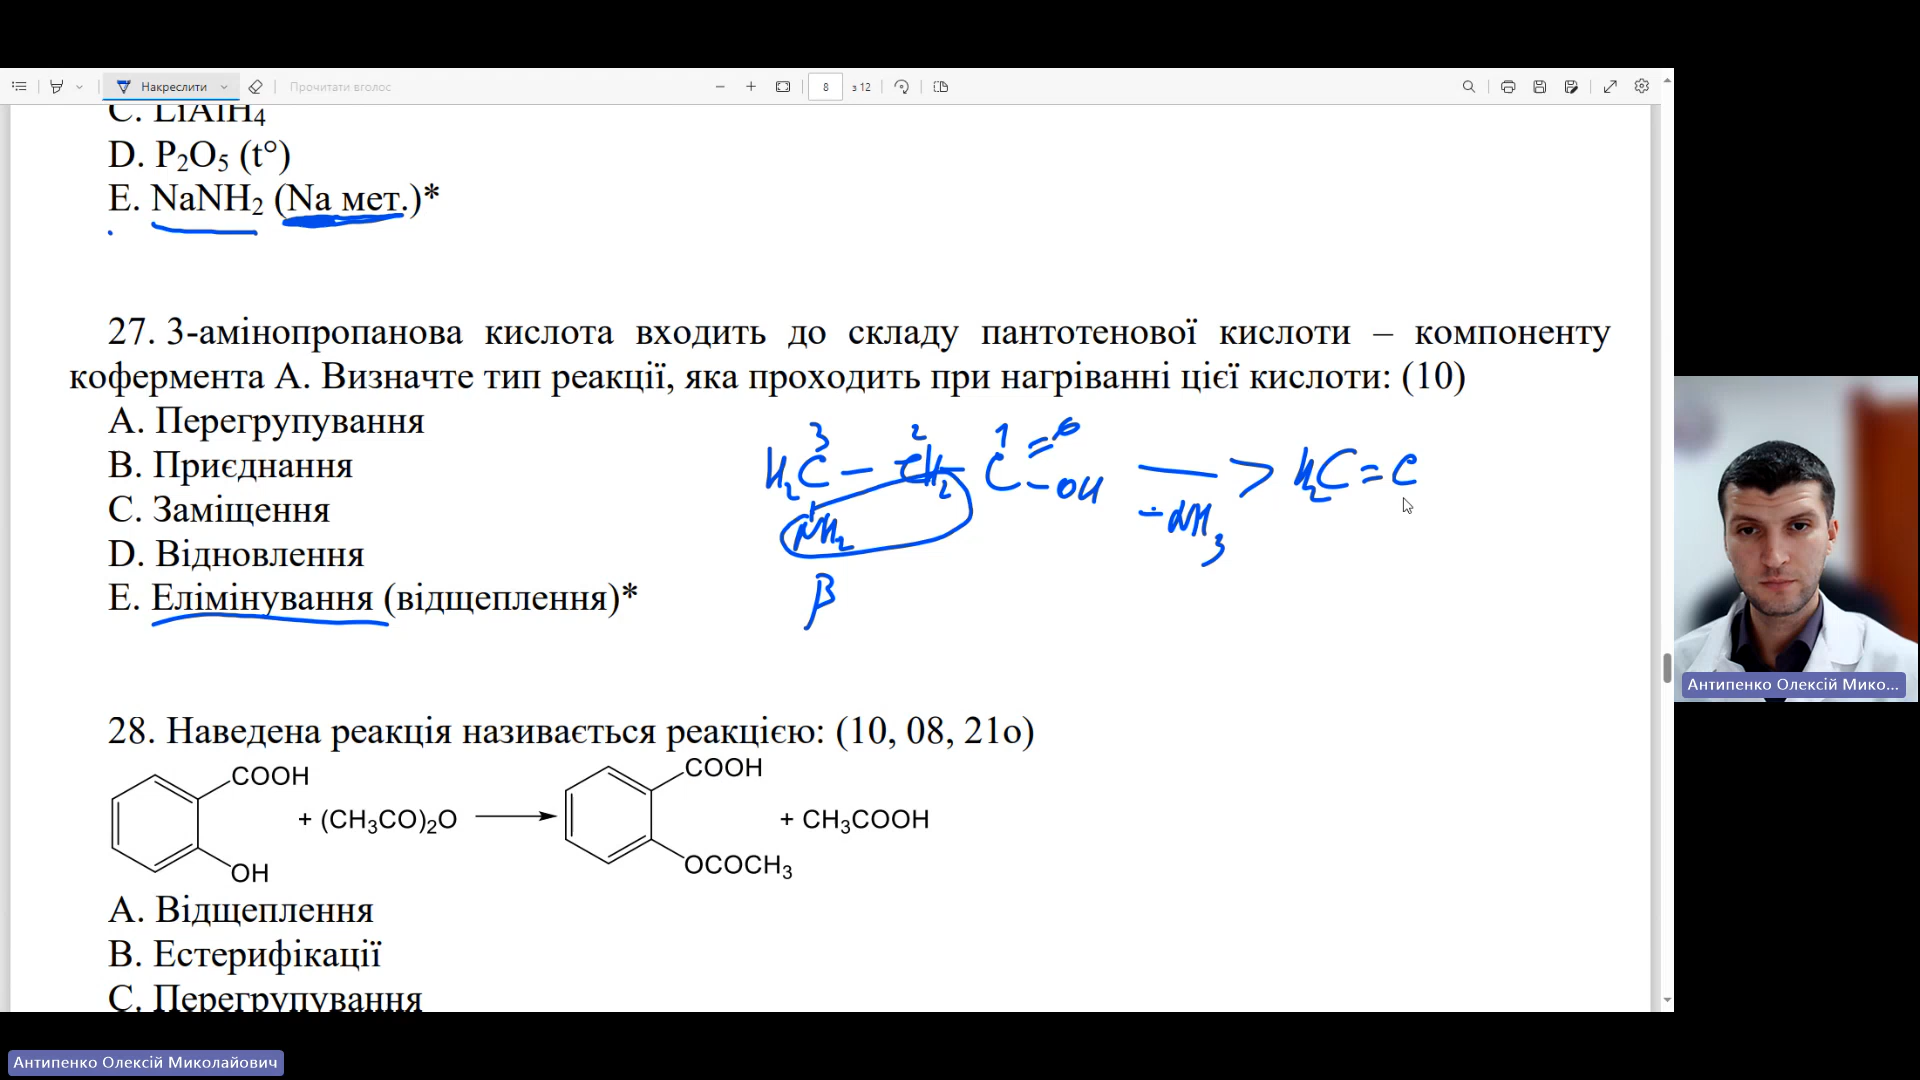 Накреслити
Прочитати вголос
8 з 12
C. LiAlH4
D. P2O5 (t°)
E. NaNH2 (Na мет.)*
27. 3-амінопропанова кислота входить до складу пантотенової кислоти – компоненту
кофермента А. Визначте тип реакції, яка проходить при нагріванні цієї кислоти: (10)
A. Перегрупування
B. Приєднання
C. Заміщення
D. Відновлення
E. Елімінування (відщеплення)*
3 2 1 O
H2C – CH2 – C – OH –> H2C = C
NH2 – NH3
β
28. Наведена реакція називається реакцією: (10, 08, 21о)
COOH COOH
+ (CH3CO)2O + CH3COOH
OH OCOCH3
A. Відщеплення
B. Естерифікації
C. Перегрупування
Антипенко Олексій Мико...
Антипенко Олексій Миколайович